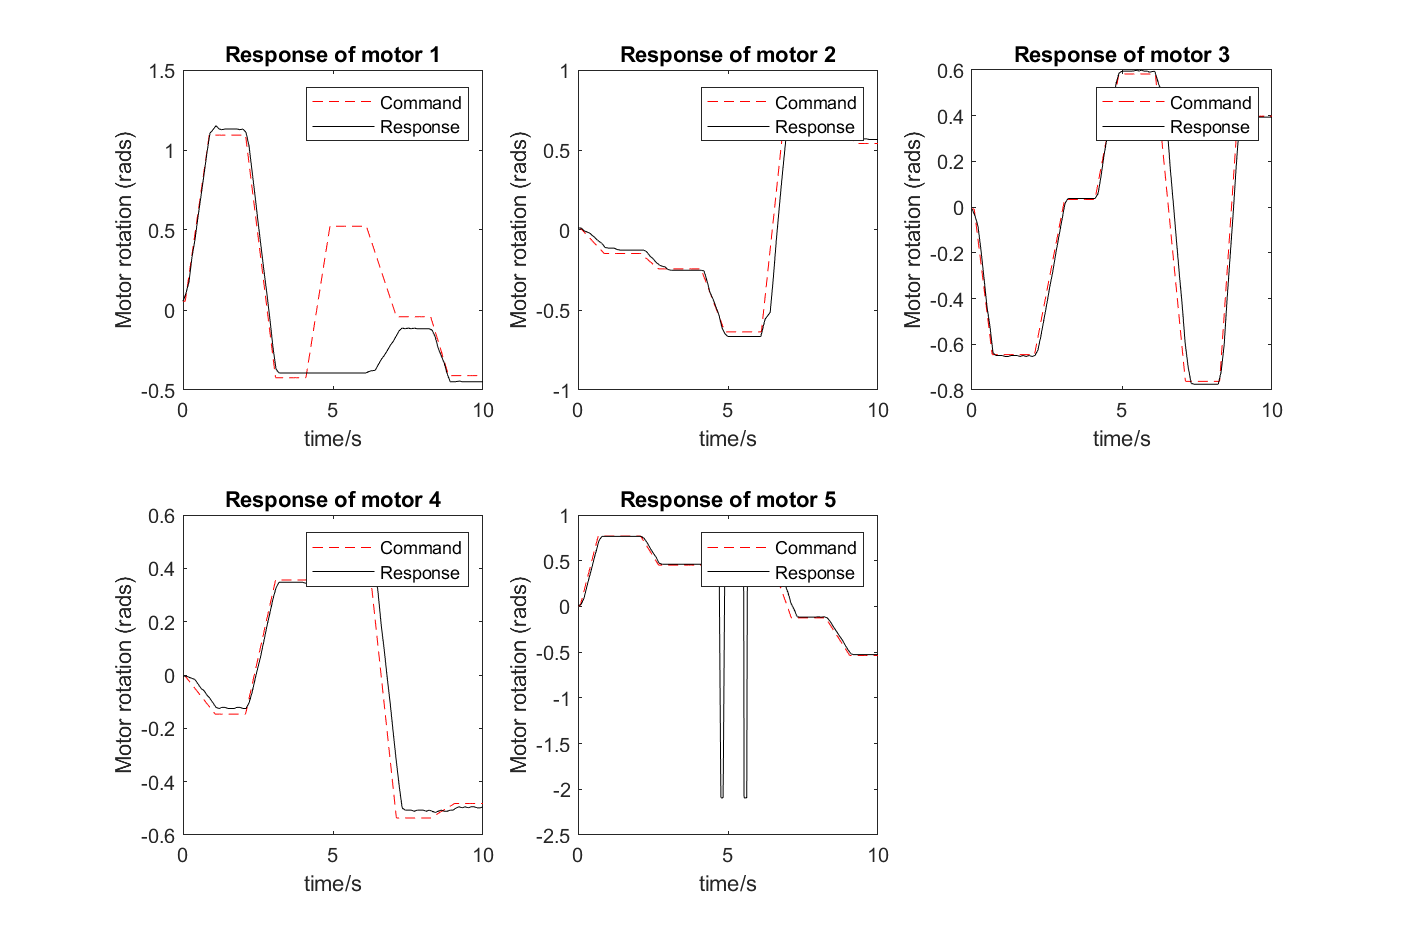 Response of motor 1
Command
Response
Motor rotation (rads)
1.5
1
0.5
0
-0.5
0
5
10
time/s
Response of motor 2
Command
Response
Motor rotation (rads)
1
0.5
0
-0.5
-1
0
5
10
time/s
Response of motor 3
Command
Response
Motor rotation (rads)
0.6
0.4
0.2
0
-0.2
-0.4
-0.6
-0.8
0
5
10
time/s
Response of motor 4
Command
Response
Motor rotation (rads)
0.6
0.4
0.2
0
-0.2
-0.4
-0.6
0
5
10
time/s
Response of motor 5
Command
Response
Motor rotation (rads)
1
0.5
0
-0.5
-1
-1.5
-2
-2.5
0
5
10
time/s